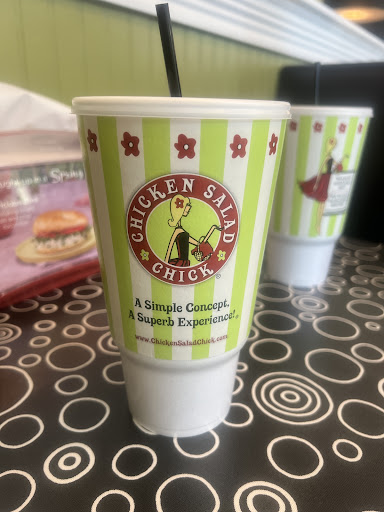 CHICKEN SALAD
CHICK
®
A Simple Concept,
A Superb Experience!®
www.ChickenSaladChick.com